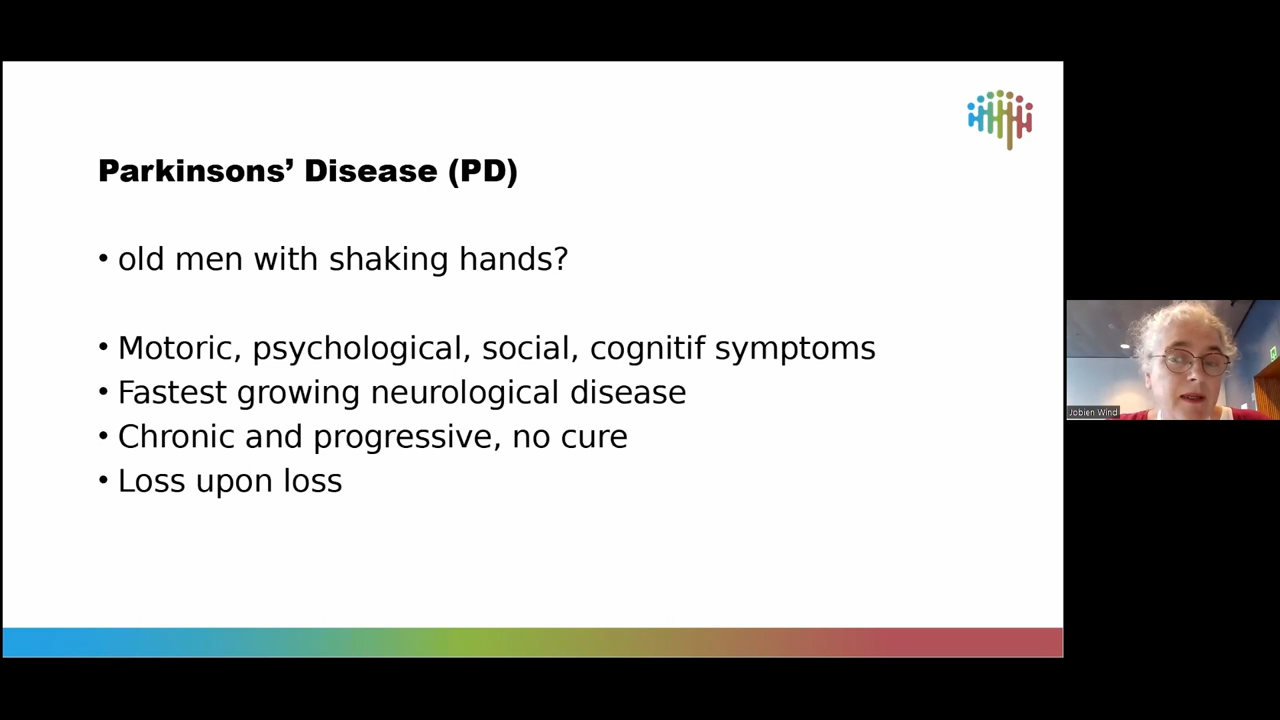 Parkinsons’ Disease (PD)
• old men with shaking hands?
• Motoric, psychological, social, cognitif symptoms
• Fastest growing neurological disease
• Chronic and progressive, no cure
• Loss upon loss
Jobien Wind